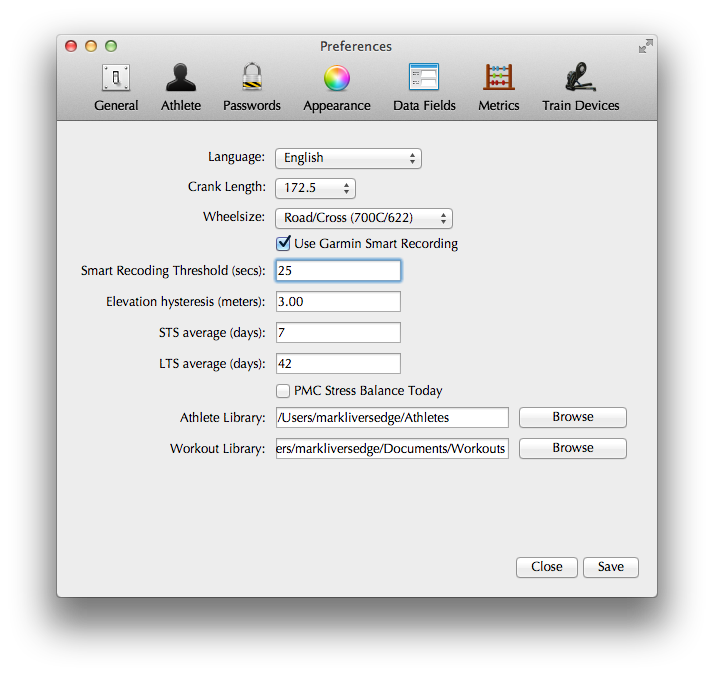 Preferences
General Athlete Passwords Appearance Data Fields Metrics Train Devices
Language: English
Crank Length: 172.5
Wheelsize: Road/Cross (700C/622)
Use Garmin Smart Recording
Smart Recoding Threshold (secs): 25
Elevation hysteresis (meters): 3.00
STS average (days): 7
LTS average (days): 42
PMC Stress Balance Today
Athlete Library: /Users/markliversedge/Athletes Browse
Workout Library: ers/markliversedge/Documents/Workouts Browse
Close Save